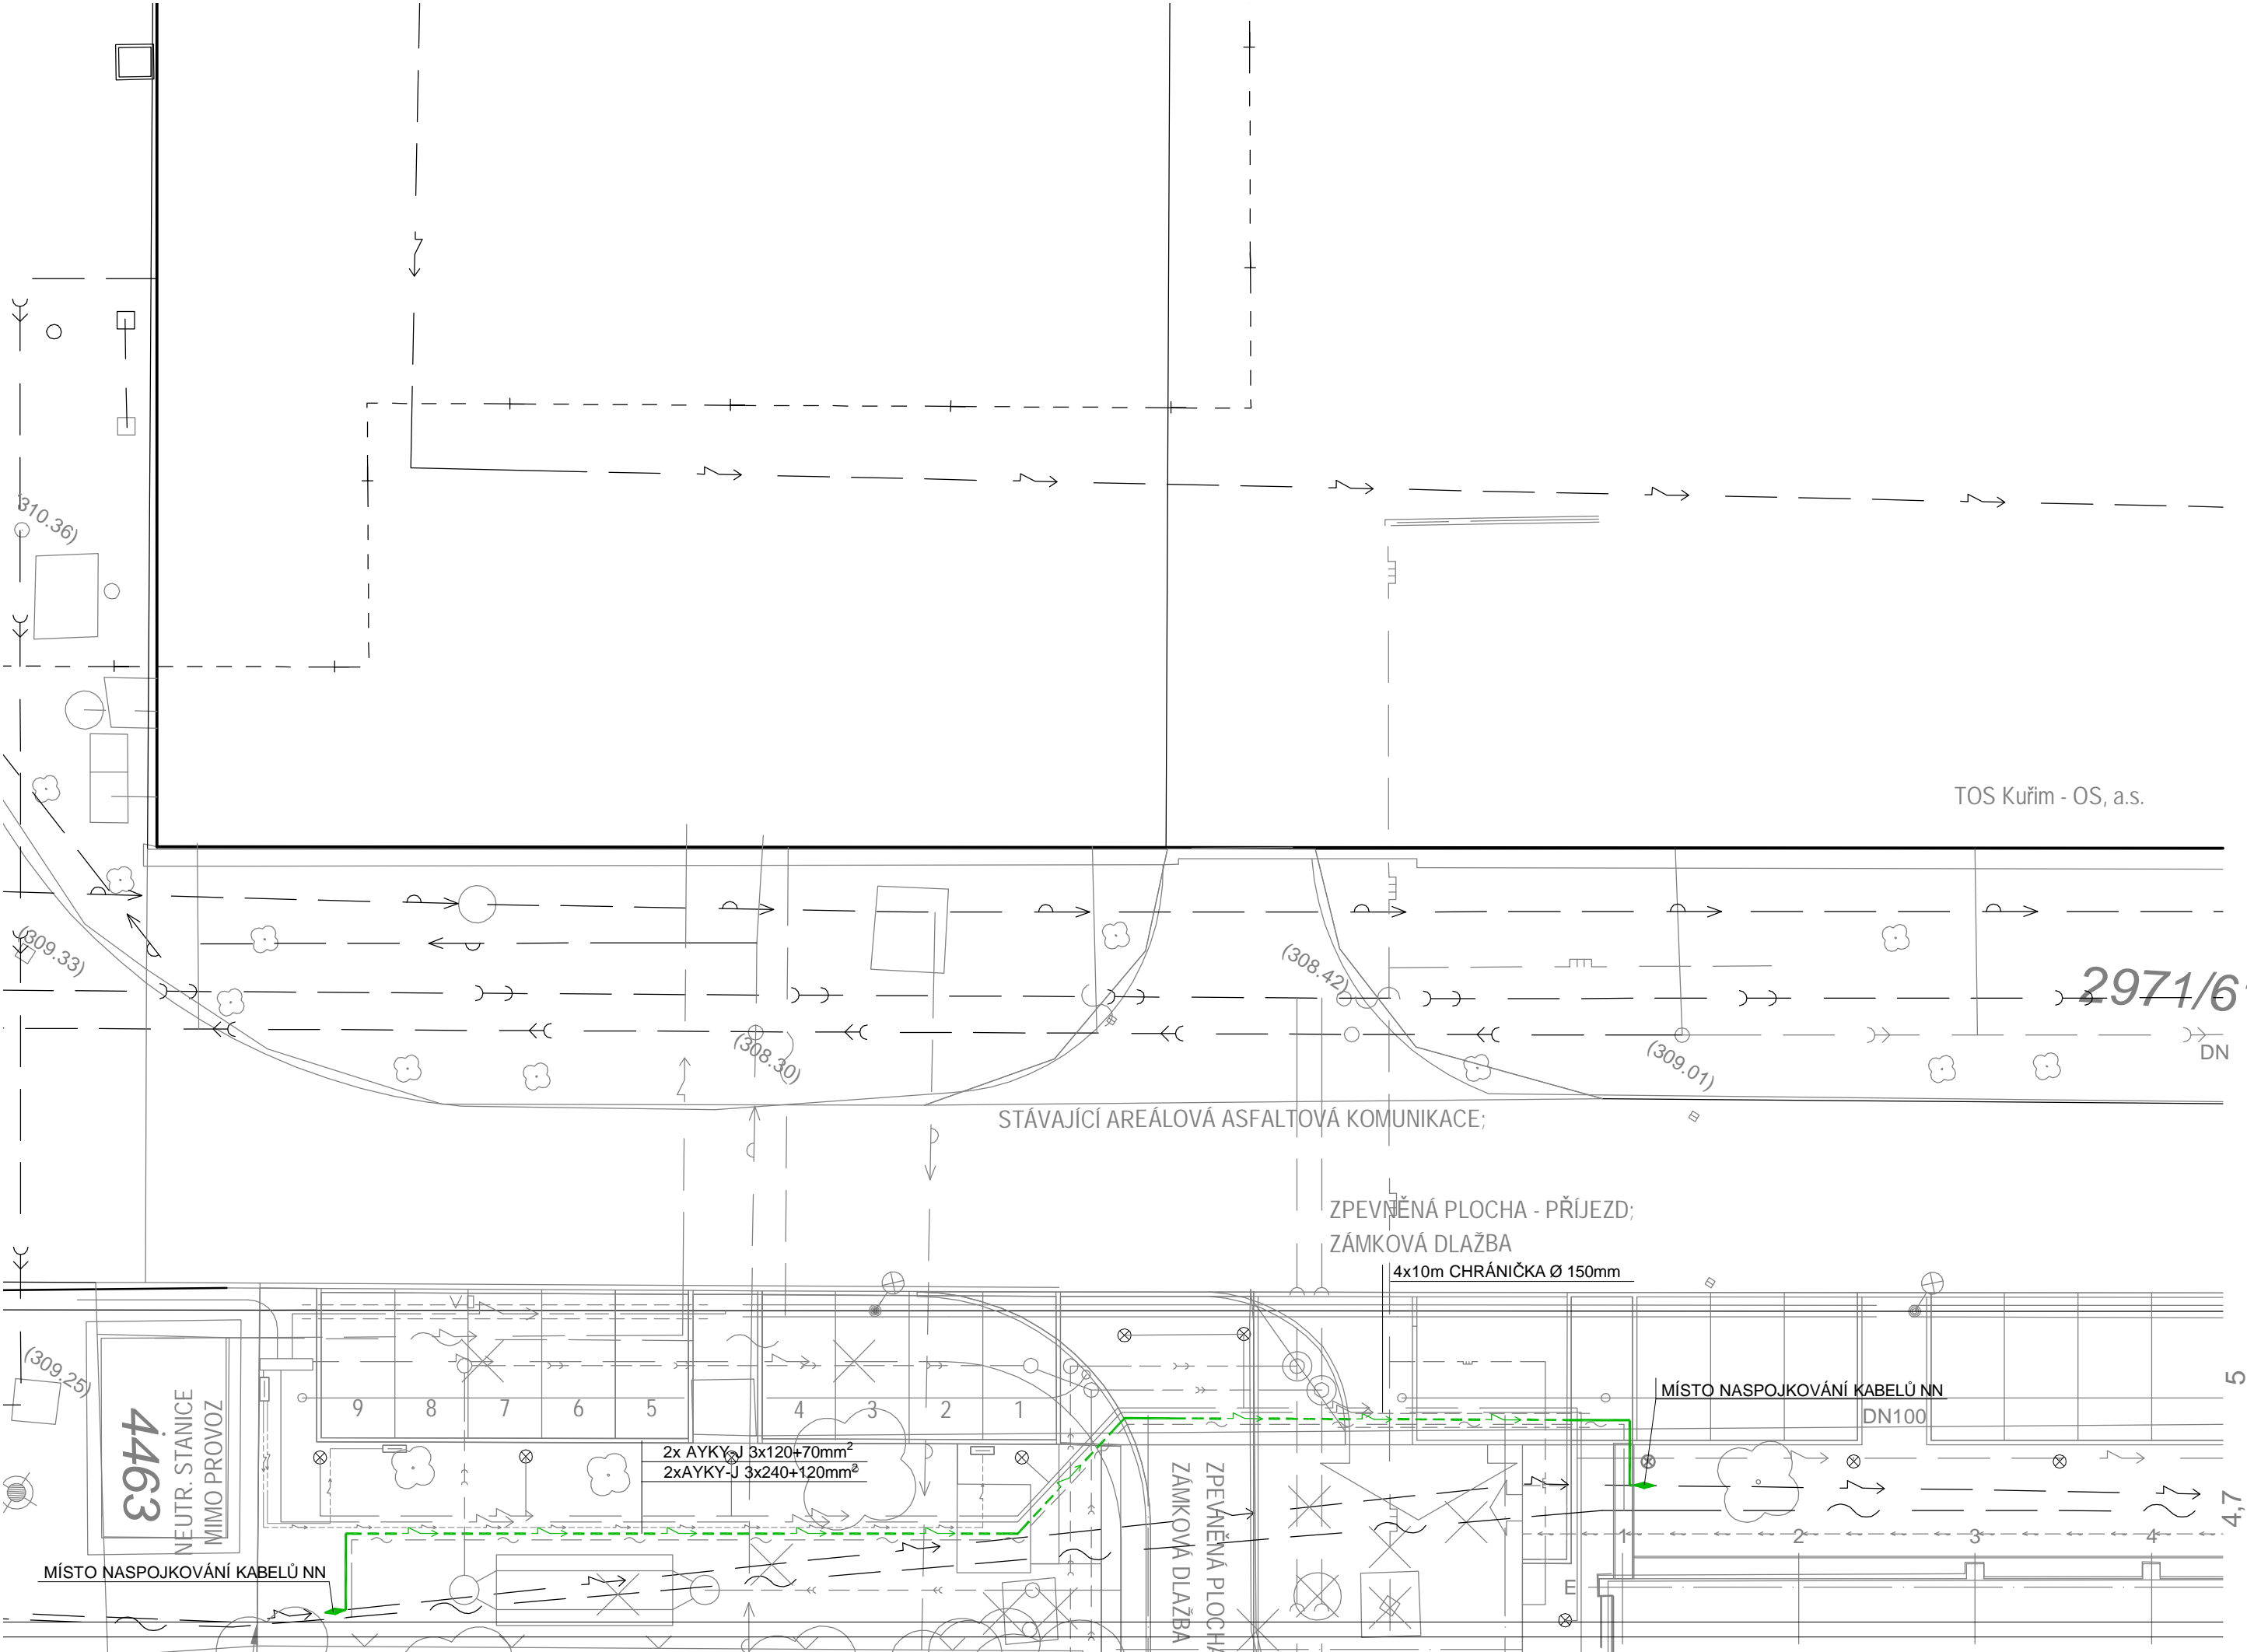 310.36)
TOS Kuřim - OS, a.s.
(309.33)
(308.42)
2971/6
(308.30)
(309.01)
DN
STÁVAJÍCÍ AREÁLOVÁ ASFALTOVÁ KOMUNIKACE;
ZPEVNĚNÁ PLOCHA - PŘÍJEZD;
ZÁMKOVÁ DLAŽBA
4x10m CHRÁNIČKA Ø 150mm
(309.25)
4463
NEUTR. STANICE
MIMO PROVOZ
9 8 7 6 5 4 3 2 1
MÍSTO NASPOJKOVÁNÍ KABELŮ NN
DN100
5
2x AYKY-J 3x120+70mm²
2xAYKY-J 3x240+120mm²
ZPEVNĚNÁ PLOCHA
ZÁMKOVÁ DLAŽBA
4,7
1 2 3 4
MÍSTO NASPOJKOVÁNÍ KABELŮ NN
E